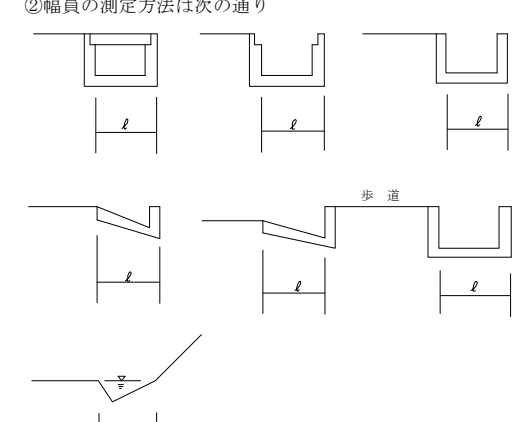 ②幅員の測定方法は次の通り
ℓ ℓ ℓ
歩 道
ℓ ℓ ℓ